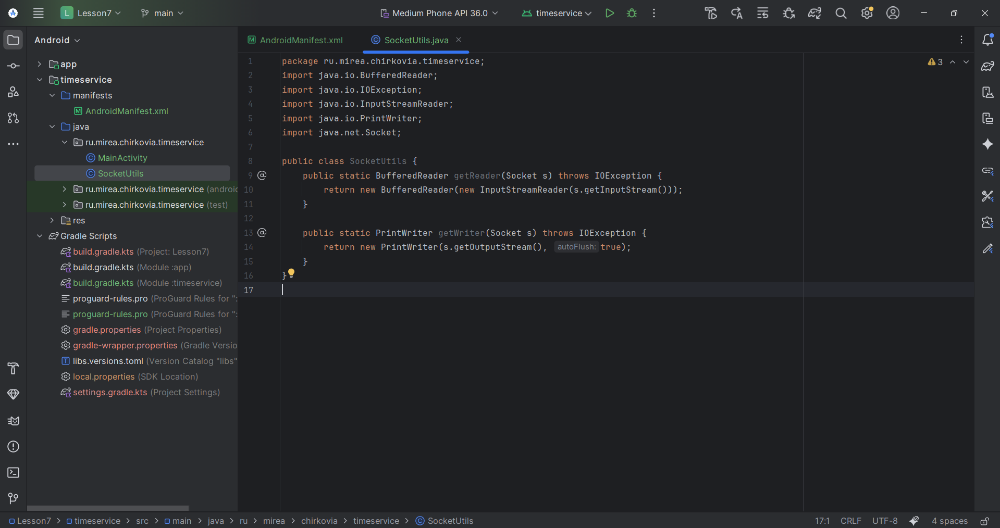 L Lesson7 main Medium Phone API 36.0 timeservice
Android
AndroidManifest.xml SocketUtils.java
app
timeservice
manifests
AndroidManifest.xml
java
ru.mirea.chirkovia.timeservice
MainActivity
SocketUtils
ru.mirea.chirkovia.timeservice (androic
ru.mirea.chirkovia.timeservice (test)
res
Gradle Scripts
build.gradle.kts (Project: Lesson7)
build.gradle.kts (Module :app)
build.gradle.kts (Module :timeservice)
proguard-rules.pro (ProGuard Rules for ":
proguard-rules.pro (ProGuard Rules for ":
gradle.properties (Project Properties)
gradle-wrapper.properties (Gradle Versio
libs.versions.toml (Version Catalog "libs"
local.properties (SDK Location)
settings.gradle.kts (Project Settings)
1 package ru.mirea.chirkovia.timeservice;
2 import java.io.BufferedReader;
3 import java.io.IOException;
4 import java.io.InputStreamReader;
5 import java.io.PrintWriter;
6 import java.net.Socket;
7
8 public class SocketUtils {
9 @ public static BufferedReader getReader(Socket s) throws IOException {
10 return new BufferedReader(new InputStreamReader(s.getInputStream()));
11 }
12
13 @ public static PrintWriter getWriter(Socket s) throws IOException {
14 return new PrintWriter(s.getOutputStream(), autoFlush: true);
15 }
16 }
17
3
Lesson7 > timeservice > src > main > java > ru > mirea > chirkovia > timeservice > SocketUtils
17:1 CRLF UTF-8 4 spaces